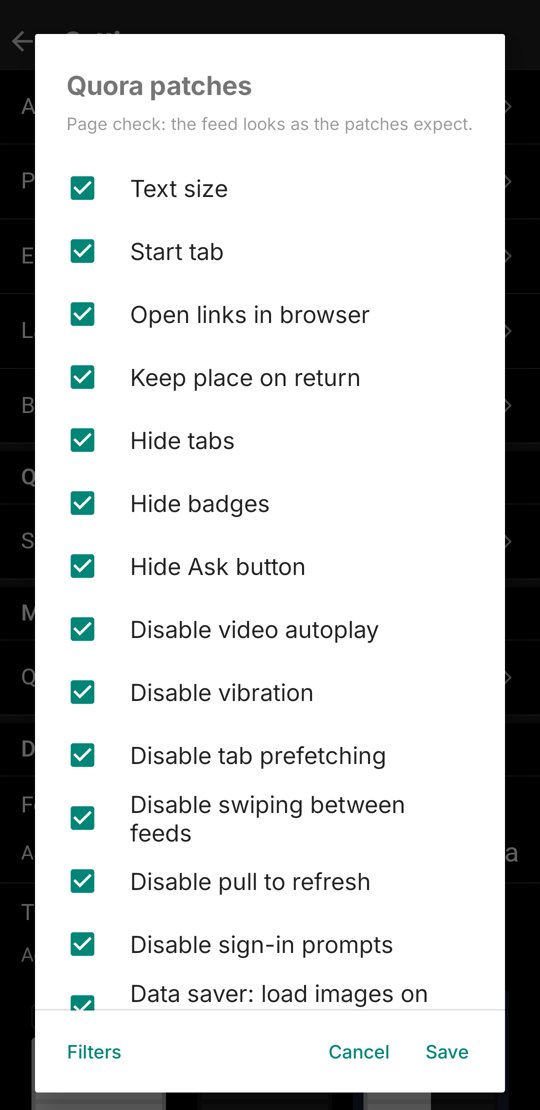 Quora patches
Page check: the feed looks as the patches expect.
Text size
Start tab
Open links in browser
Keep place on return
Hide tabs
Hide badges
Hide Ask button
Disable video autoplay
Disable vibration
Disable tab prefetching
Disable swiping between
feeds
Disable pull to refresh
Disable sign-in prompts
Data saver: load images on
Filters
Cancel
Save